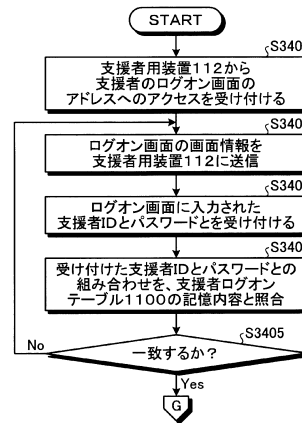 START
S340
支援者用装置112から
支援者のログオン画面の
アドレスへのアクセスを受け付ける
S340
ログオン画面の画面情報を
支援者用装置112に送信
S340
ログオン画面に入力された
支援者IDとパスワードとを受け付ける
S340
受け付けた支援者IDとパスワードとの
組み合わせを、支援者ログオン
テーブル1100の記憶内容と照合
S3405
一致するか?
No
Yes
G